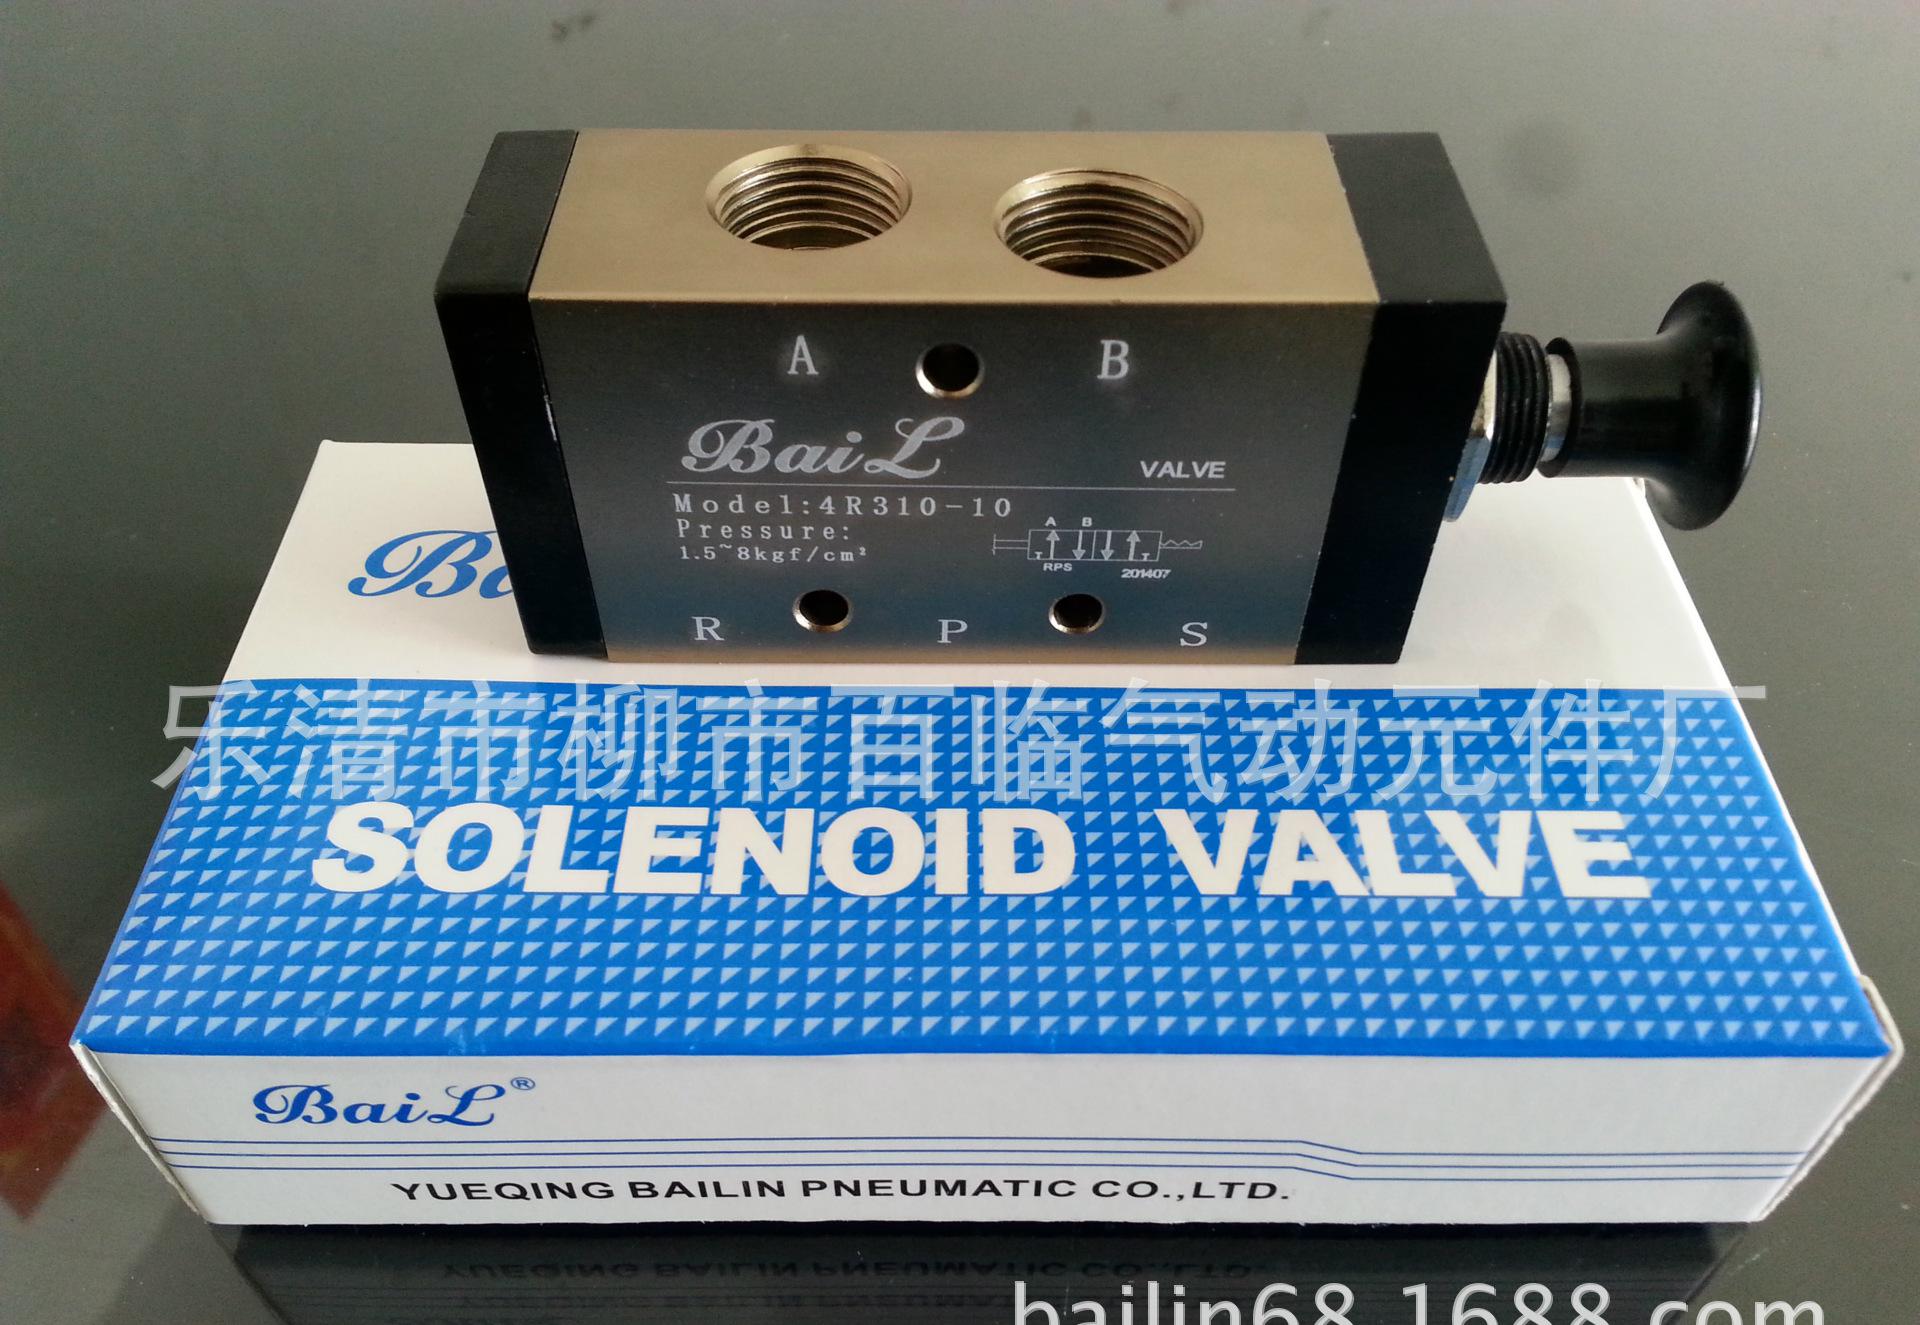 A B
BaiL VALVE
Model:4R310-10
Pressure:
1.5~8kgf/cm²
A B
RPS 201407
R P S
乐清市柳市百临气动元件厂
SOLENOID VALVE
BaiL®
YUEQING BAILIN PNEUMATIC CO.,LTD.
bailin68.1688.com